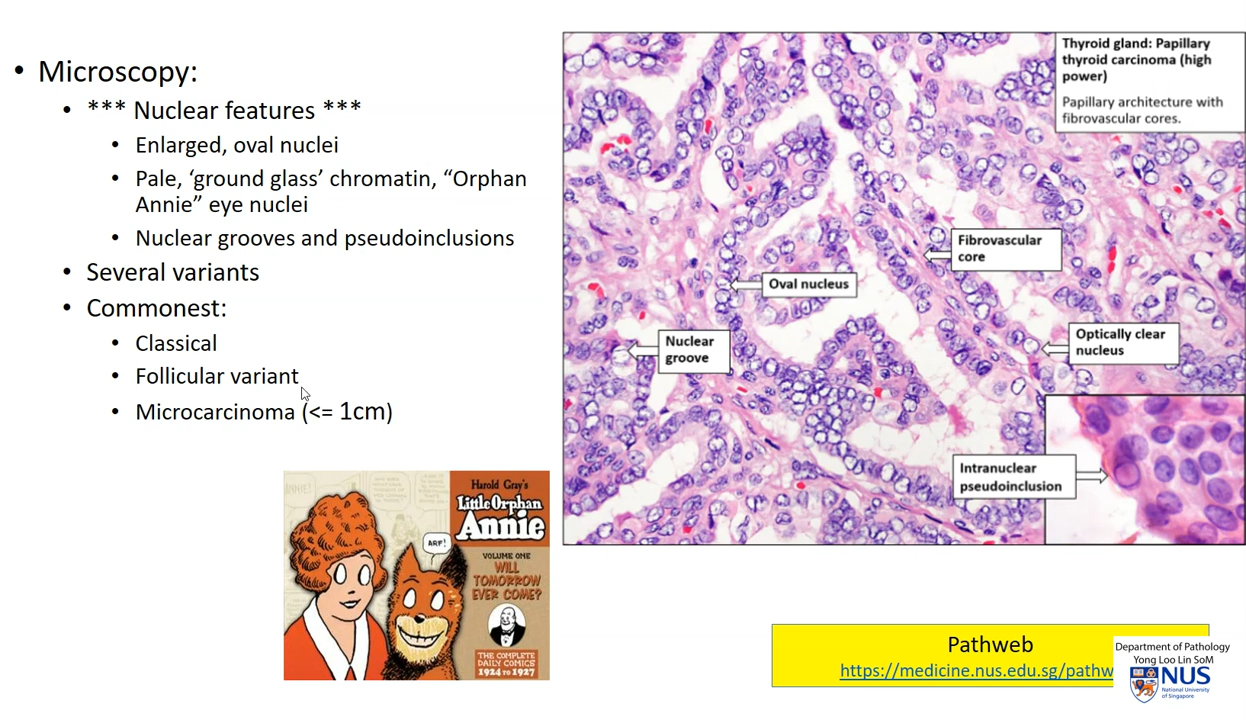 • Microscopy:
• *** Nuclear features ***
• Enlarged, oval nuclei
• Pale, ‘ground glass’ chromatin, “Orphan
Annie” eye nuclei
• Nuclear grooves and pseudoinclusions
• Several variants
• Commonest:
• Classical
• Follicular variant
• Microcarcinoma (<= 1cm)
Harold Gray's
Little Orphan
Annie
ARF!
VOLUME ONE
WILL
TOMORROW
EVER COME?
THE COMPLETE
DAILY COMICS
1924 TO 1927
Thyroid gland: Papillary
thyroid carcinoma (high
power)
Papillary architecture with
fibrovascular cores.
Fibrovascular
core
Oval nucleus
Nuclear
groove
Optically clear
nucleus
Intranuclear
pseudoinclusion
Pathweb
https://medicine.nus.edu.sg/pathw
Department of Pathology
Yong Loo Lin SoM
NUS
National University
of Singapore